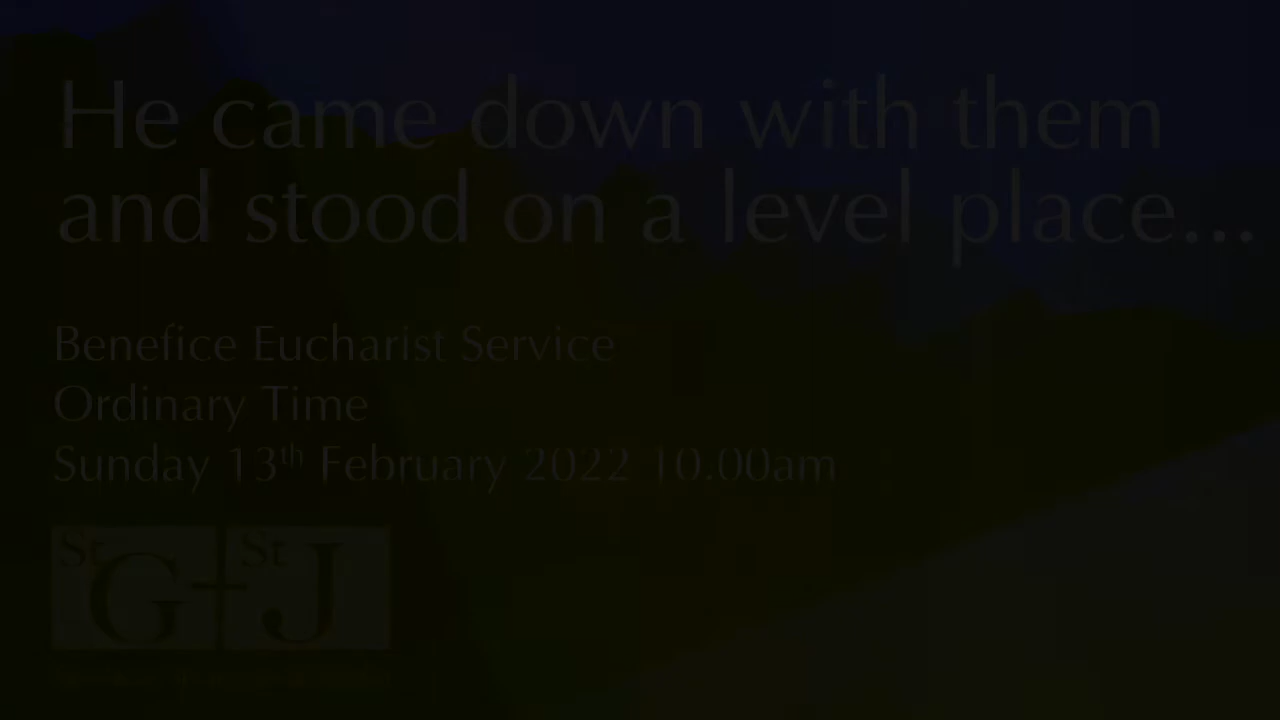 He came down with them
and stood on a level place...
Benefice Eucharist Service
Ordinary Time
Sunday 13th February 2022 10.00am
St G St J